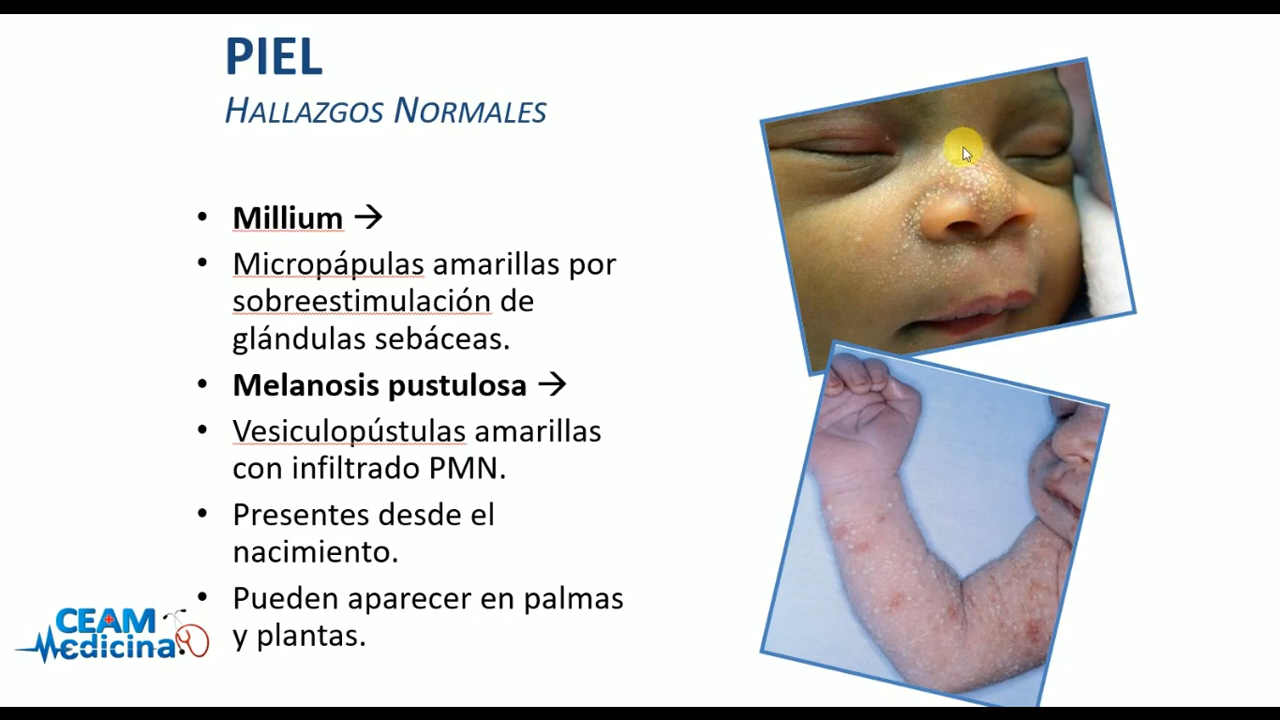 PIEL
HALLAZGOS NORMALES
• Millium →
• Micropápulas amarillas por
sobreestimulación de
glándulas sebáceas.
• Melanosis pustulosa →
• Vesiculopústulas amarillas
con infiltrado PMN.
• Presentes desde el
nacimiento.
• Pueden aparecer en palmas
y plantas.
CEAM
Medicina